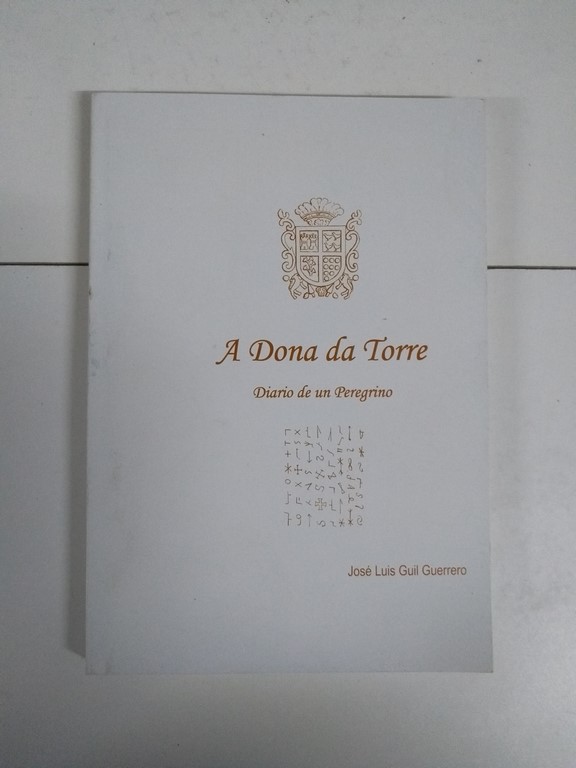 A Dona da Torre
Diario de un Peregrino
José Luis Guil Guerrero